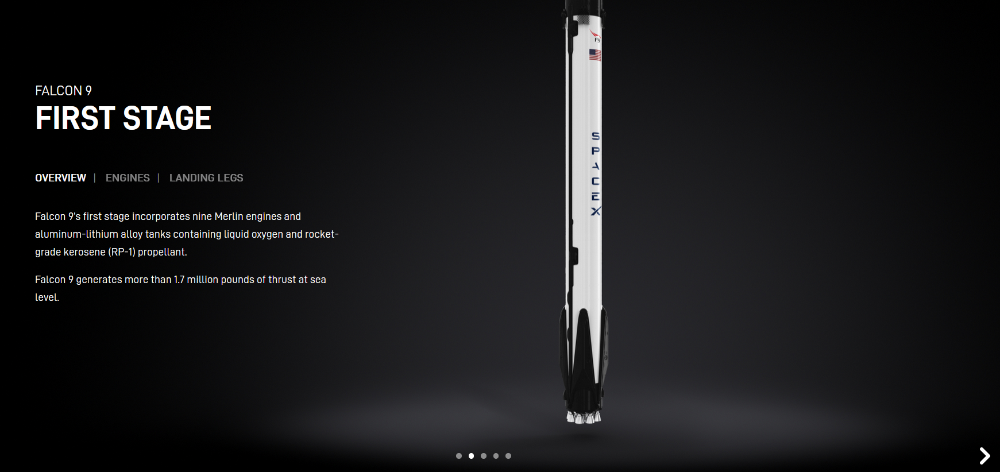 FALCON 9
FIRST STAGE
OVERVIEW | ENGINES | LANDING LEGS
Falcon 9’s first stage incorporates nine Merlin engines and
aluminum-lithium alloy tanks containing liquid oxygen and rocket-
grade kerosene (RP-1) propellant.
Falcon 9 generates more than 1.7 million pounds of thrust at sea
level.
F9
SPACEX